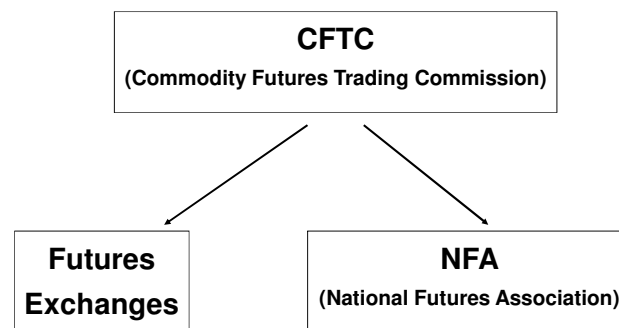 CFTC
(Commodity Futures Trading Commission)
Futures
Exchanges
NFA
(National Futures Association)